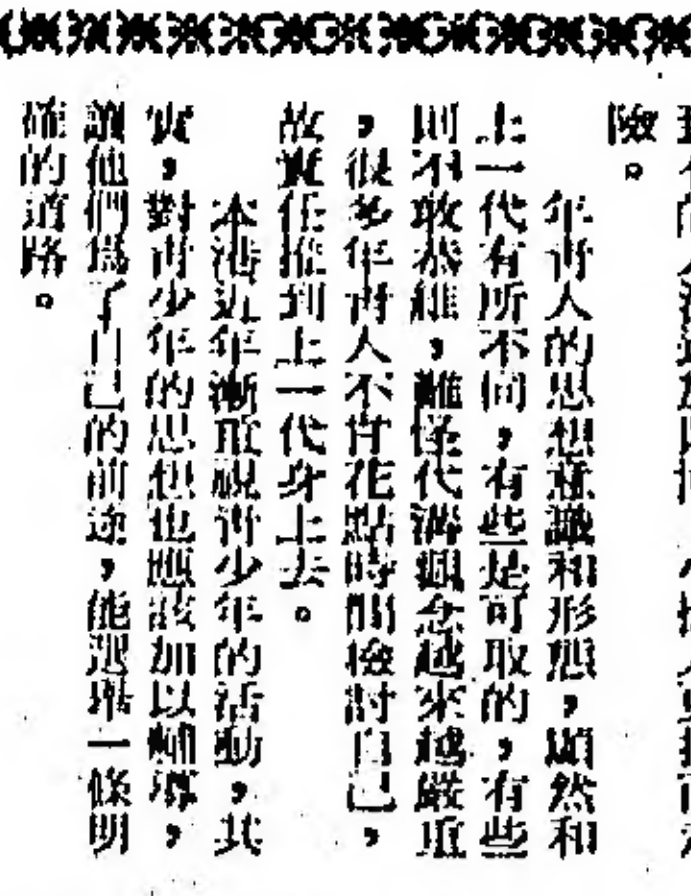 險。
年青人的思想意識和形態，顯然和
上一代有所不同，有些是可取的，有些
則不敢恭維，難怪代溝觀念越來越嚴重
，很多年青人不肯花點時間檢討自己，
故責任推到上一代身上去。
本港近年漸重視青少年的活動，其
實，對青少年的思想也應該加以輔導，
讓他們爲了自己的前途，能選擇一條明
確的道路。